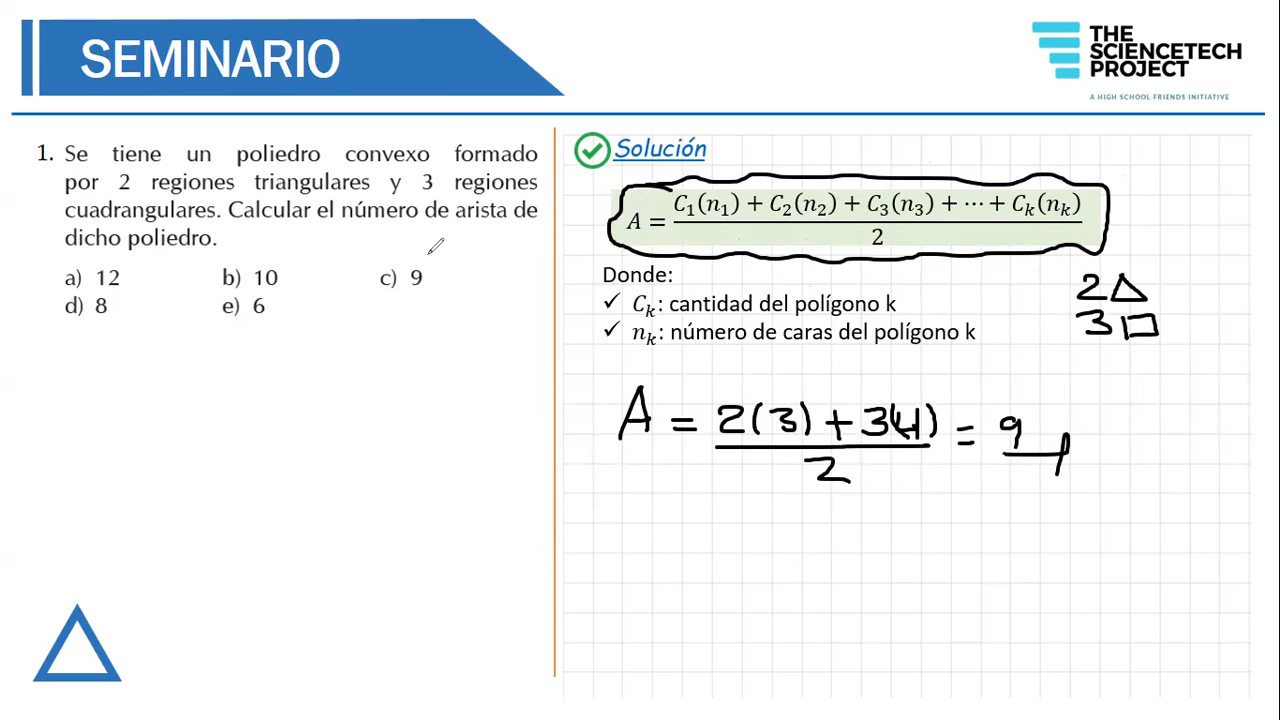 SEMINARIO
THE
SCIENCETECH
PROJECT
A HIGH SCHOOL FRIENDS INITIATIVE
1. Se tiene un poliedro convexo formado
por 2 regiones triangulares y 3 regiones
cuadrangulares. Calcular el número de arista de
dicho poliedro.
a) 12 b) 10 c) 9
d) 8 e) 6
Solución
A = C₁(n₁) + C₂(n₂) + C₃(n₃) + ⋯ + Cₖ(nₖ)
2
Donde:
✓ Cₖ: cantidad del polígono k
✓ nₖ: número de caras del polígono k
2△
3□
A = 2(3) + 3(4) = 9
2